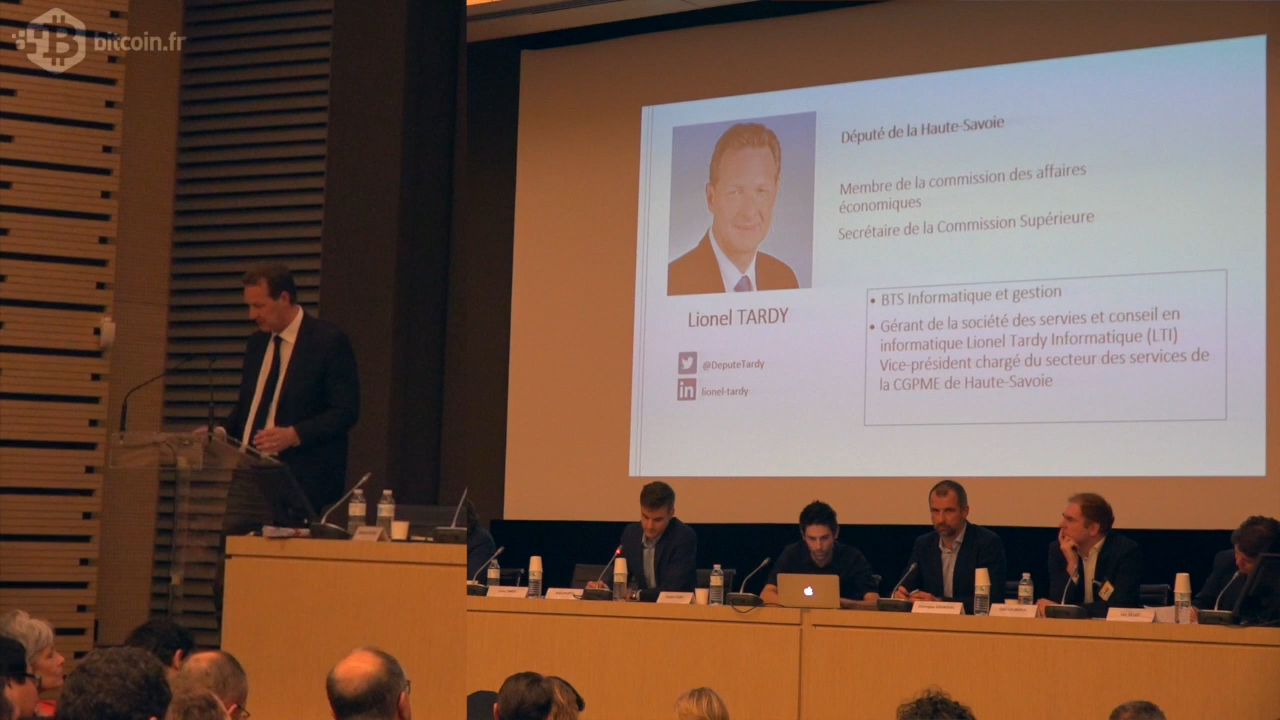 bitcoin.fr
Député de la Haute-Savoie
Membre de la commission des affaires
économiques
Secrétaire de la Commission Supérieure
Lionel TARDY
@DeputeTardy
in lionel-tardy
• BTS Informatique et gestion
• Gérant de la société des servies et conseil en
informatique Lionel Tardy Informatique (LTI)
Vice-président chargé du secteur des services de
la CGPME de Haute-Savoie